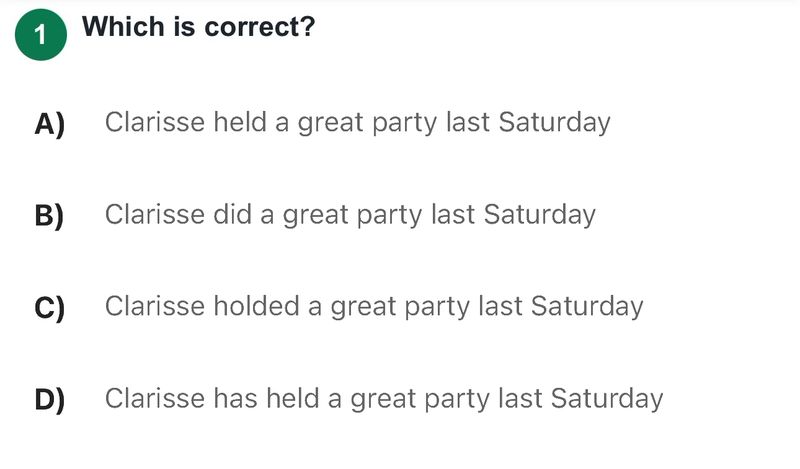 1 Which is correct?
A) Clarisse held a great party last Saturday
B) Clarisse did a great party last Saturday
C) Clarisse holded a great party last Saturday
D) Clarisse has held a great party last Saturday